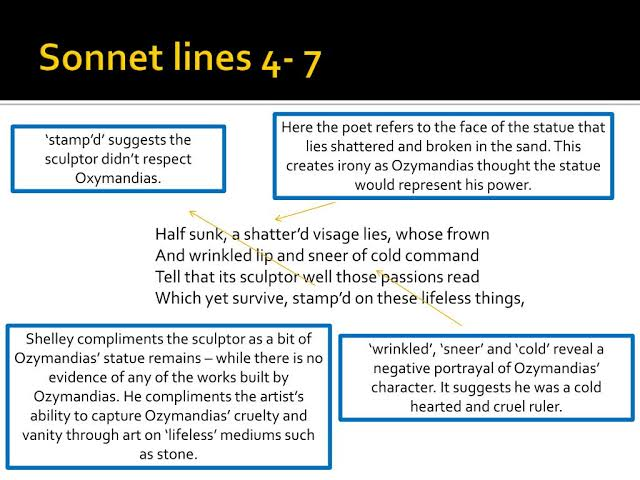 Sonnet lines 4- 7
'stamp'd' suggests the
sculptor didn't respect
Oxymandias.
Here the poet refers to the face of the statue that
lies shattered and broken in the sand. This
creates irony as Ozymandias thought the statue
would represent his power.
Half sunk, a shatter'd visage lies, whose frown
And wrinkled lip and sneer of cold command
Tell that its sculptor well those passions read
Which yet survive, stamp'd on these lifeless things,
Shelley compliments the sculptor as a bit of
Ozymandias' statue remains – while there is no
evidence of any of the works built by
Ozymandias. He compliments the artist's
ability to capture Ozymandias' cruelty and
vanity through art on 'lifeless' mediums such
as stone.
'wrinkled', 'sneer' and 'cold' reveal a
negative portrayal of Ozymandias'
character. It suggests he was a cold
hearted and cruel ruler.